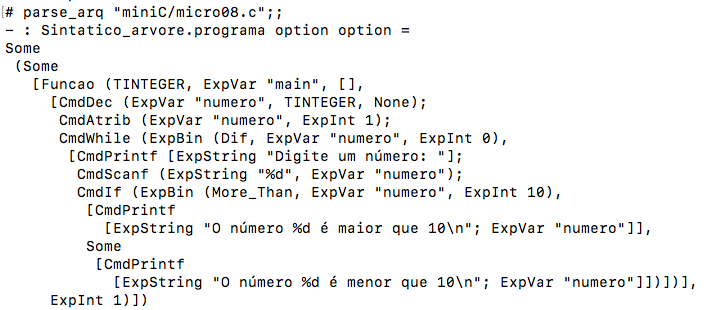 # parse_arq "miniC/micro08.c";;
- : Sintatico_arvore.programa option option =
Some
 (Some
   [Funcao (TINTEGER, ExpVar "main", [],
     [CmdDec (ExpVar "numero", TINTEGER, None);
      CmdAtrib (ExpVar "numero", ExpInt 1);
      CmdWhile (ExpBin (Dif, ExpVar "numero", ExpInt 0),
       [CmdPrintf [ExpString "Digite um número: "];
        CmdScanf (ExpString "%d", ExpVar "numero");
        CmdIf (ExpBin (More_Than, ExpVar "numero", ExpInt 10),
         [CmdPrintf
           [ExpString "O número %d é maior que 10\n"; ExpVar "numero"]],
         Some
          [CmdPrintf
            [ExpString "O número %d é menor que 10\n"; ExpVar "numero"]])])],
     ExpInt 1)])